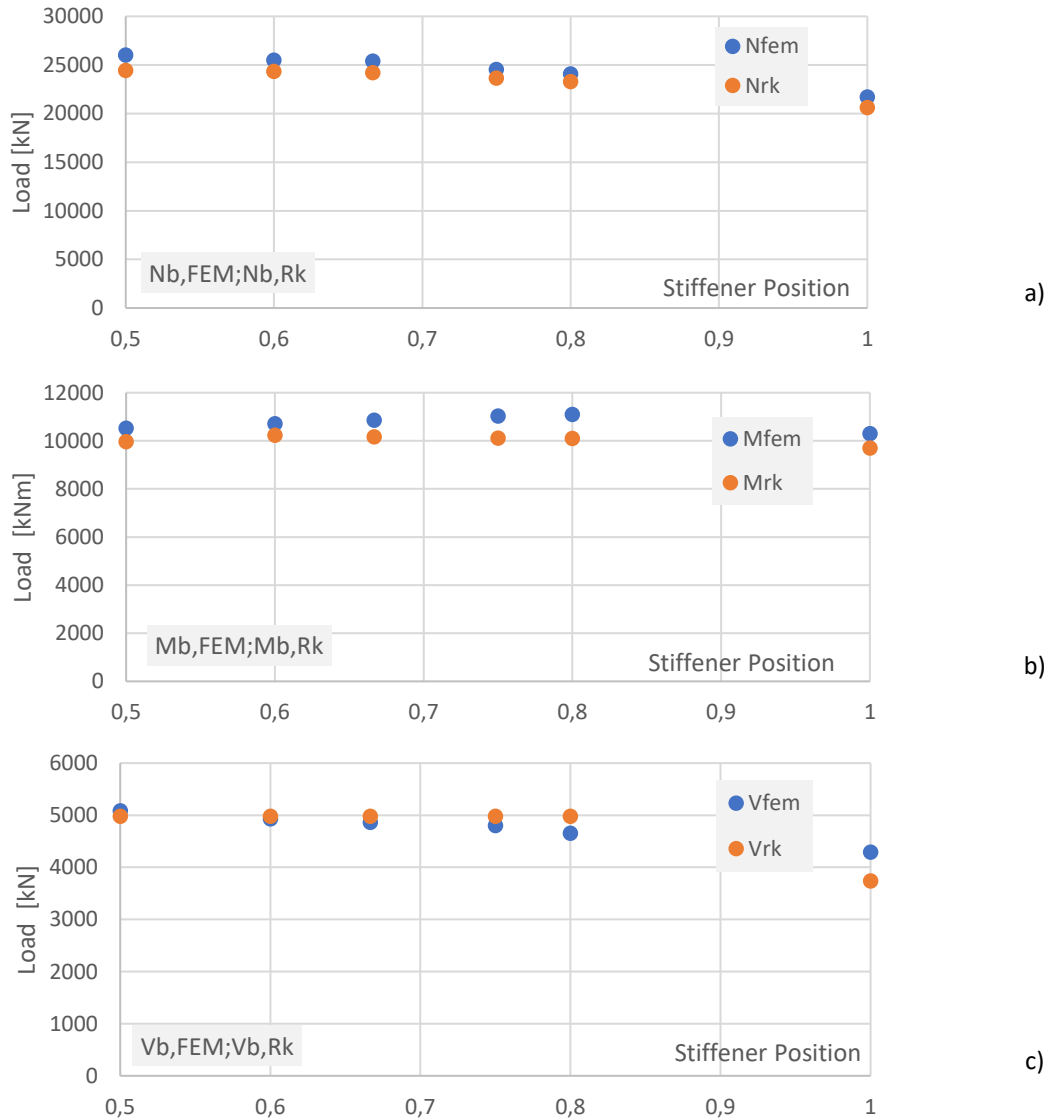 30000
25000
20000
15000
10000
5000
0
Load [kN]
Nfem
Nrk
Nb,FEM;Nb,Rk
Stiffener Position
a)
0,5 0,6 0,7 0,8 0,9 1
12000
10000
8000
6000
4000
2000
0
Load [kNm]
Mfem
Mrk
Mb,FEM;Mb,Rk
Stiffener Position
b)
0,5 0,6 0,7 0,8 0,9 1
6000
5000
4000
3000
2000
1000
0
Load [kN]
Vfem
Vrk
Vb,FEM;Vb,Rk
Stiffener Position
c)
0,5 0,6 0,7 0,8 0,9 1